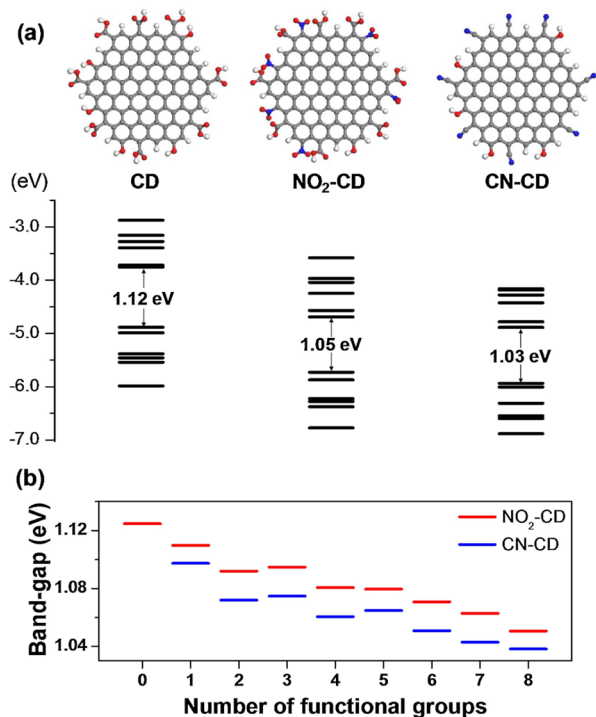 (a)
CD
NO₂-CD
CN-CD
(eV)
-3.0
-4.0
-5.0
-6.0
-7.0
1.12 eV
1.05 eV
1.03 eV
(b)
Band-gap (eV)
1.12
1.08
1.04
NO₂-CD
CN-CD
0 1 2 3 4 5 6 7 8
Number of functional groups